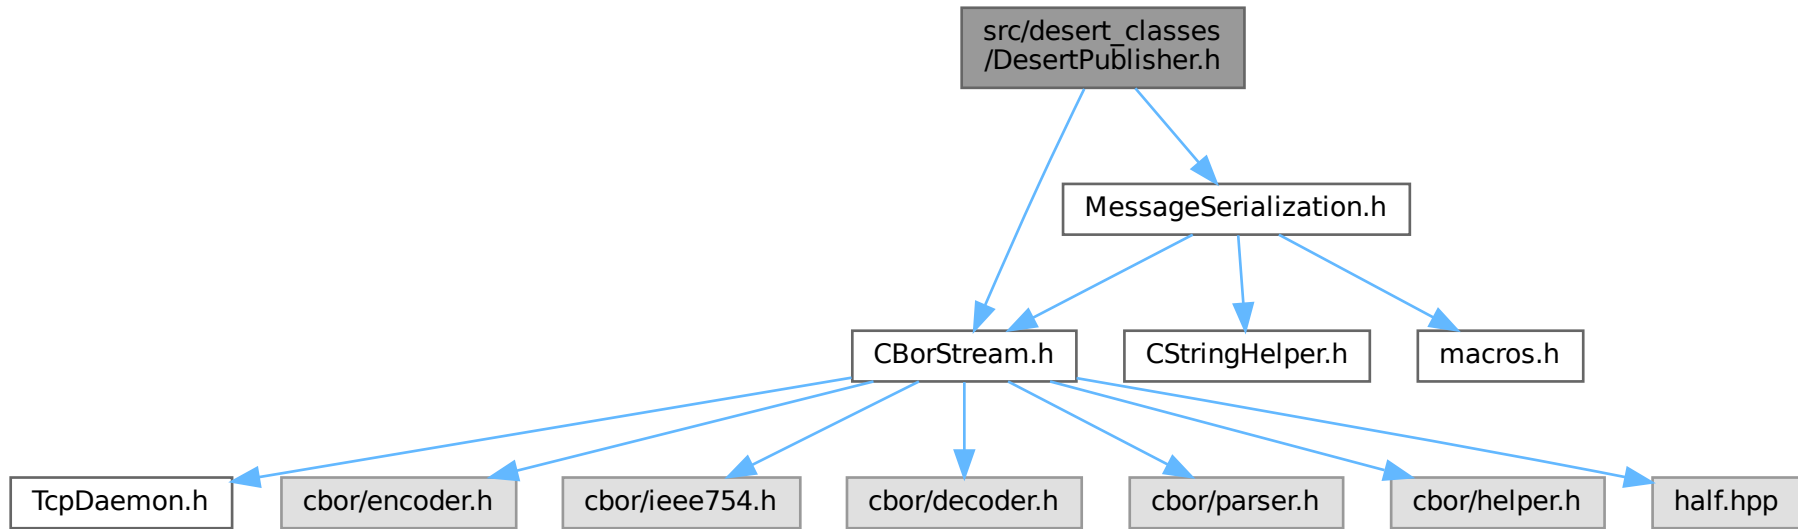 src/desert_classes
/DesertPublisher.h
MessageSerialization.h
CBorStream.h
CStringHelper.h
macros.h
TcpDaemon.h
cbor/encoder.h
cbor/ieee754.h
cbor/decoder.h
cbor/parser.h
cbor/helper.h
half.hpp